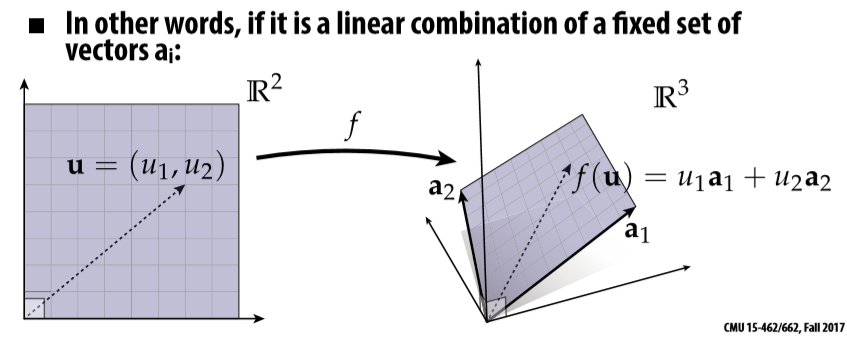 ■ In other words, if it is a linear combination of a fixed set of
vectors aᵢ:
ℝ²
f
ℝ³
u = (u₁, u₂)
a₂
f(u) = u₁a₁ + u₂a₂
a₁
CMU 15-462/662, Fall 2017